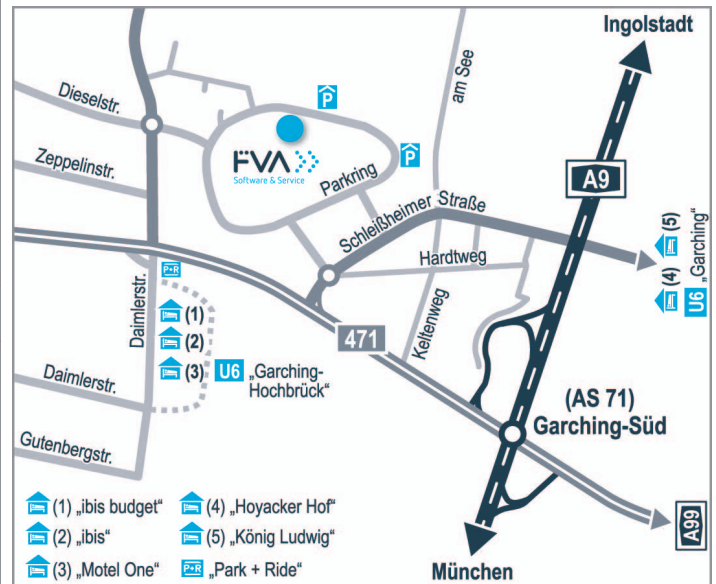 Ingolstadt
am See
Dieselstr.
P
A9
Zeppelinstr.
FVA
Software & Service
P
Parkring
Schleißheimer Straße
(5)
(4)
„Garching“
U6
Hardtweg
P+R
Daimlerstr.
(1)
(2)
(3)
U6 „Garching-
Hochbrück“
471
Keltenweg
Daimlerstr.
(AS 71)
Garching-Süd
Gutenbergstr.
(1) „ibis budget“
(4) „Hoyacker Hof“
(2) „ibis“
(5) „König Ludwig“
(3) „Motel One“
P+R „Park + Ride“
A99
München